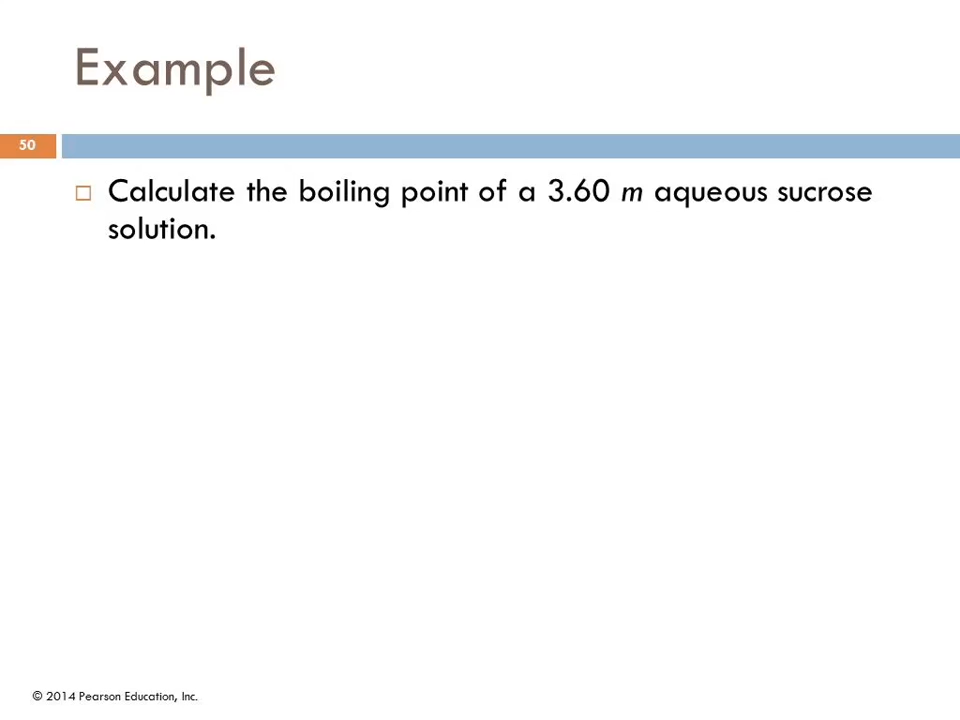 Example
50
Calculate the boiling point of a 3.60 m aqueous sucrose
solution.
© 2014 Pearson Education, Inc.